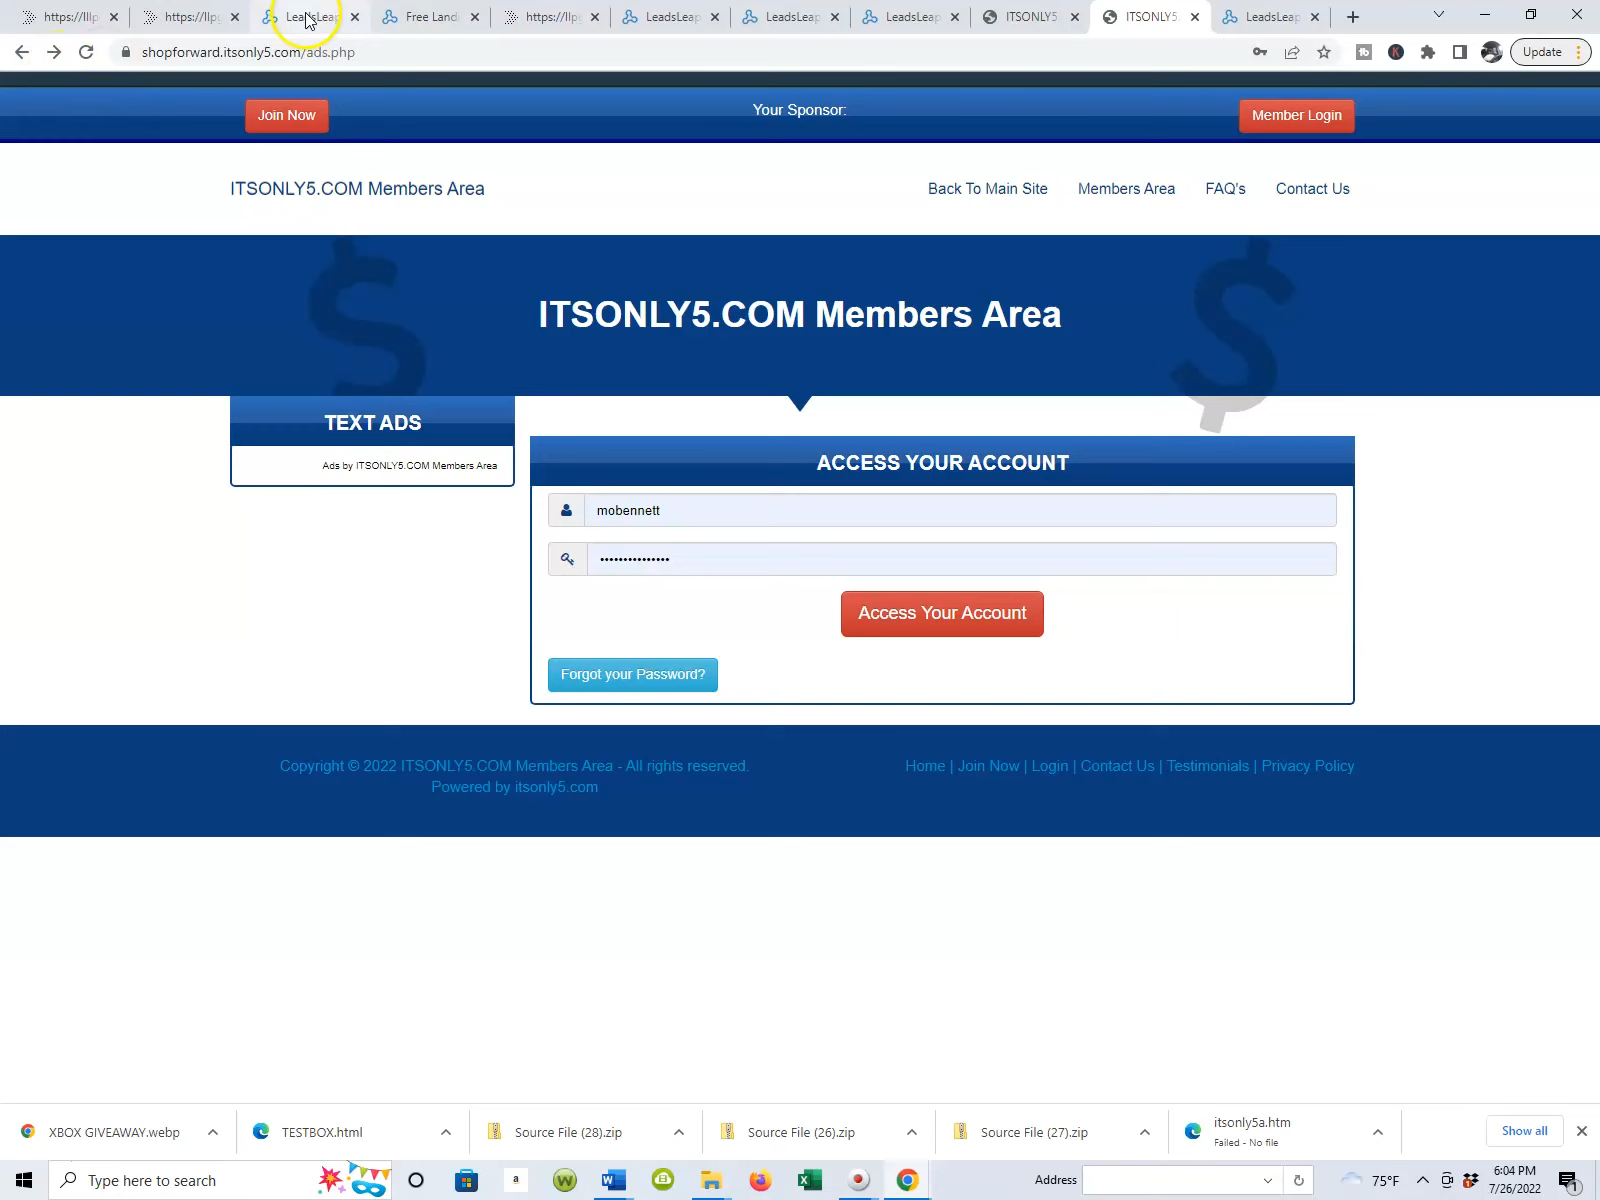 https://lllp
https://llpg
LeadsLeap
Free Landi
https://llpg
LeadsLeap
LeadsLeap
LeadsLeap
ITSONLY5
ITSONLY5.
LeadsLeap
shopforward.itsonly5.com/ads.php
Update
Join Now
Your Sponsor:
Member Login
ITSONLY5.COM Members Area
Back To Main Site
Members Area
FAQ's
Contact Us
ITSONLY5.COM Members Area
TEXT ADS
Ads by ITSONLY5.COM Members Area
ACCESS YOUR ACCOUNT
mobennett
•••••••••••••••
Access Your Account
Forgot your Password?
Copyright © 2022 ITSONLY5.COM Members Area - All rights reserved.
Powered by itsonly5.com
Home | Join Now | Login | Contact Us | Testimonials | Privacy Policy
XBOX GIVEAWAY.webp
TESTBOX.html
Source File (28).zip
Source File (26).zip
Source File (27).zip
itsonly5a.htm
Failed - No file
Show all
Type here to search
Address
75°F
6:04 PM
7/26/2022